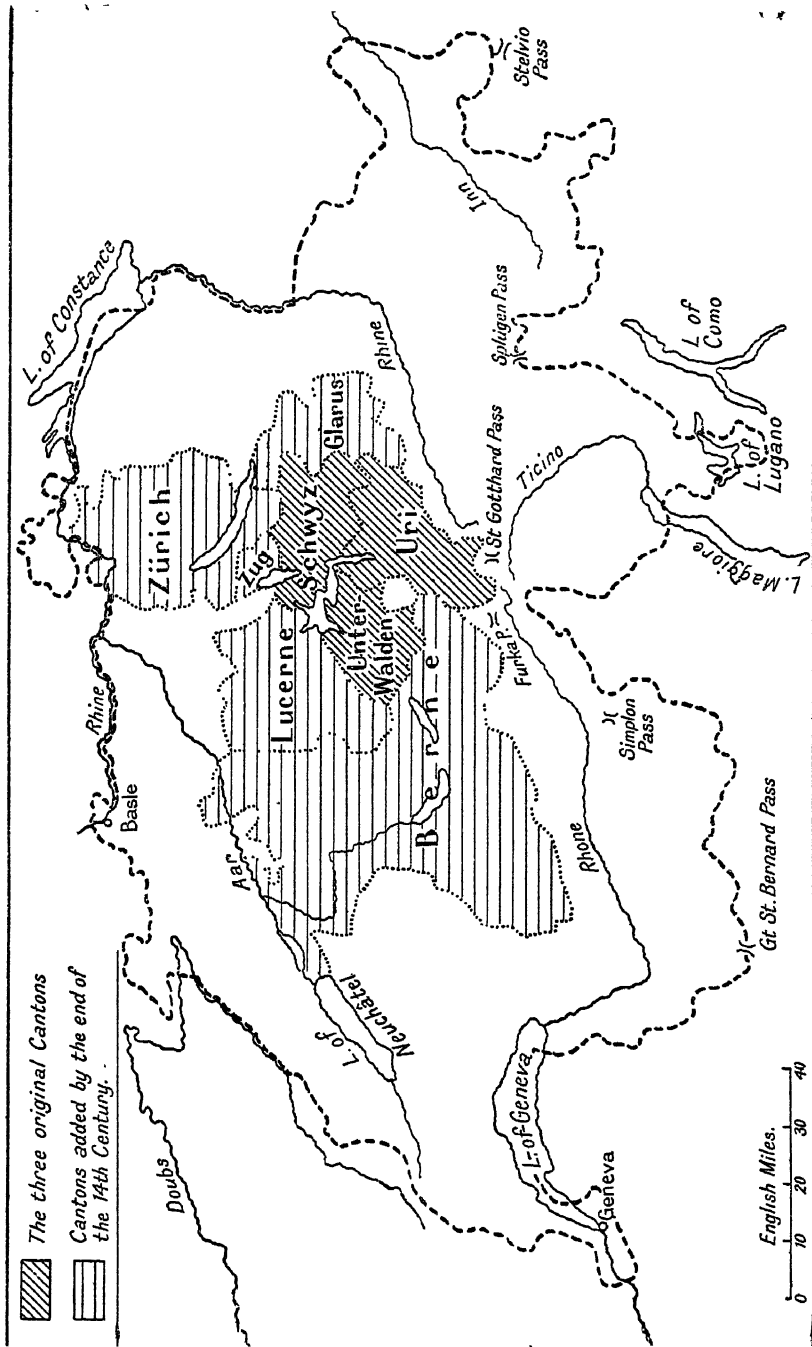 The three original Cantons
Cantons added by the end of
the 14th Century.
Doubs
Basle
Rhine
L. of Constance
Zürich
Aar
Lucerne
Zug
Schwyz
Glarus
Unter-
Walden
Uri
Berne
Rhine
Inn
Stelvio
Pass
L. of
Neuchâtel
Furka P.
St Gotthard Pass
Splügen Pass
Ticino
Rhone
L. of Geneva
Geneva
Simplon
Pass
L. Maggiore
L. of
Lugano
L. of
Cumo
Gt St. Bernard Pass
English Miles.
0 10 20 30 40